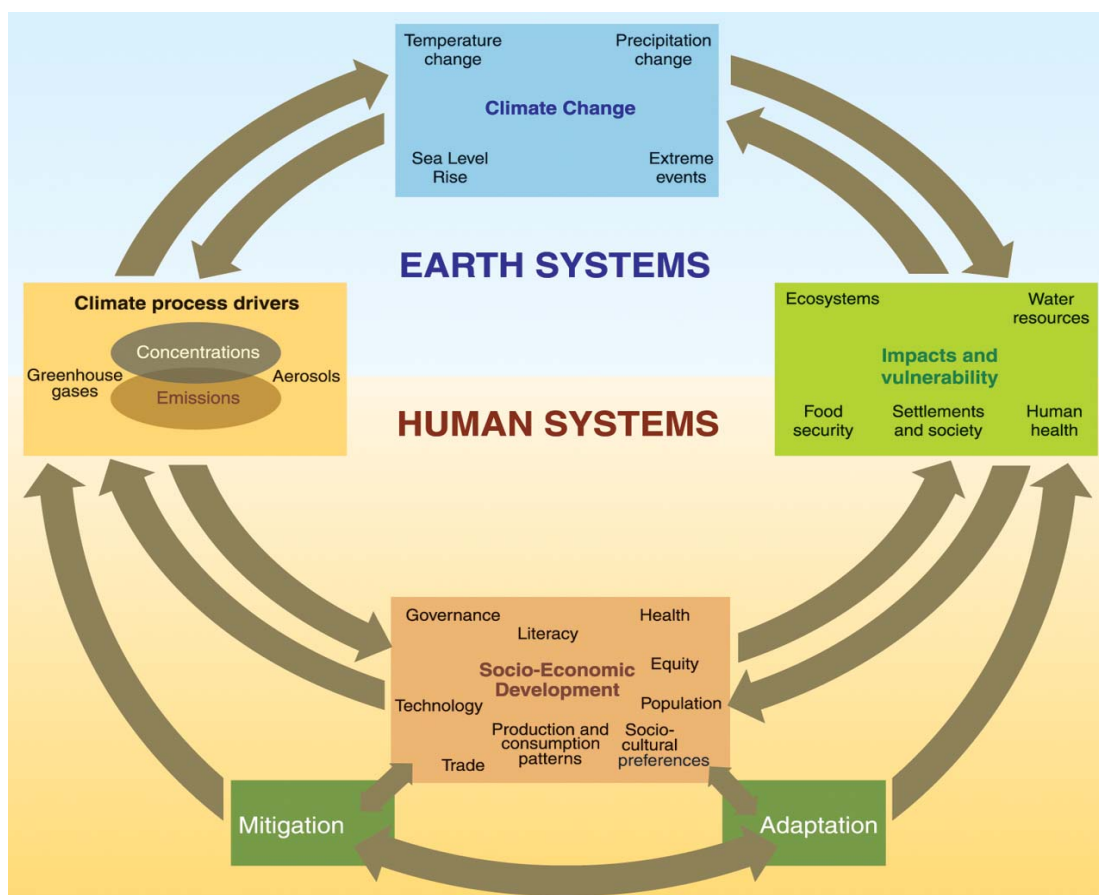 Temperature
change
Precipitation
change
Climate Change
Sea Level
Rise
Extreme
events
EARTH SYSTEMS
Climate process drivers
Concentrations
Greenhouse
gases
Aerosols
Emissions
Ecosystems
Water
resources
Impacts and
vulnerability
Food
security
Settlements
and society
Human
health
HUMAN SYSTEMS
Governance
Literacy
Health
Socio-Economic
Development
Equity
Technology
Population
Production and
consumption
patterns
Socio-
cultural
preferences
Trade
Mitigation
Adaptation